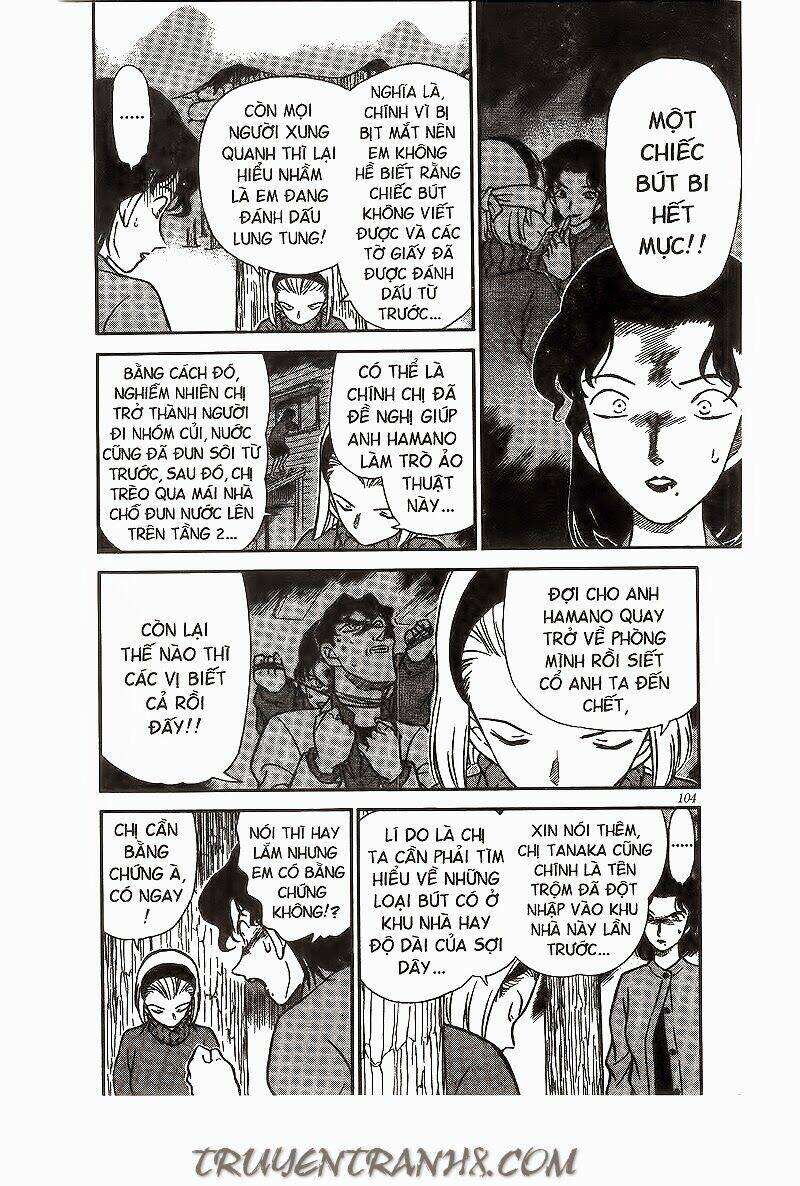 MỘT
CHIẾC
BÚT BI
HẾT
MỰC!!
NGHĨA LÀ,
CHÍNH VÌ BỊ
BỊT MẮT NÊN
EM KHÔNG
HỀ BIẾT RẰNG
CHIẾC BÚT
KHÔNG VIẾT
ĐƯỢC VÀ CÁC
TỜ GIẤY ĐÃ
ĐƯỢC ĐÁNH
DẤU TỪ
TRƯỚC...
CÒN MỌI
NGƯỜI XUNG
QUANH THÌ LẠI
HIỂU NHẦM
LÀ EM ĐANG
ĐÁNH DẤU
LUNG TUNG!
.....
CÓ THỂ LÀ
CHÍNH CHỊ ĐÃ
ĐỀ NGHỊ GIÚP
ANH HAMANO
LÀM TRÒ ẢO
THUẬT
NÀY...
BẰNG CÁCH ĐÓ,
NGHIỄM NHIÊN CHỊ
TRỞ THÀNH NGƯỜI
ĐI NHÓM CỦI, NUỚC
CŨNG ĐÃ ĐUN SÔI TỪ
TRƯỚC, SAU ĐÓ, CHỊ
TRÈO QUA MÁI NHÀ
CHỖ ĐUN NƯỚC LÊN
TRÊN TẦNG 2...
ĐỢI CHO ANH
HAMANO QUAY
TRỞ VỀ PHÒNG
MÌNH RỒI SIẾT
CỔ ANH TA ĐẾN
CHẾT,
CÒN LẠI
THẾ NÀO THÌ
CÁC VỊ BIẾT
CẢ RỒI
ĐẤY!!
104
.....
XIN NÓI THÊM,
CHỊ TANAKA CŨNG
CHÍNH LÀ TÊN
TRỘM ĐÃ ĐỘT
NHẬP VÀO KHU
NHÀ NÀY LẦN
TRƯỚC...
LÍ DO LÀ CHỊ
TA CẦN PHẢI TÌM
HIỂU VỀ NHỮNG
LOẠI BÚT CÓ Ở
KHU NHÀ HAY
ĐỘ DÀI CỦA SỢI
DÂY...
NÓI THÌ HAY
LẮM NHƯNG
EM CÓ BẰNG
CHỨNG
KHÔNG!?
CHỊ CẦN
BẰNG
CHỨNG À,
CÓ NGAY
!
TRUYENTRANH8.COM